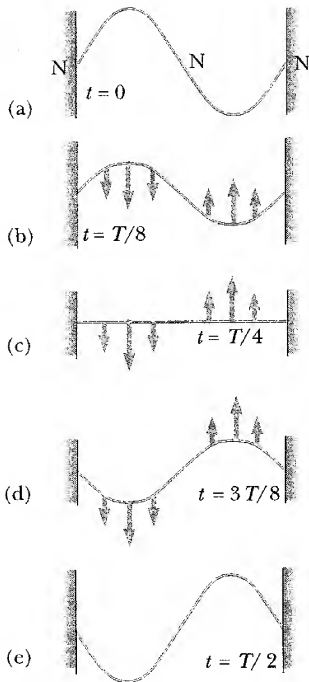 N N N
t = 0
(a)
(b)
t = T/8
(c)
t = T/4
(d)
t = 3 T/8
(e)
t = T/2